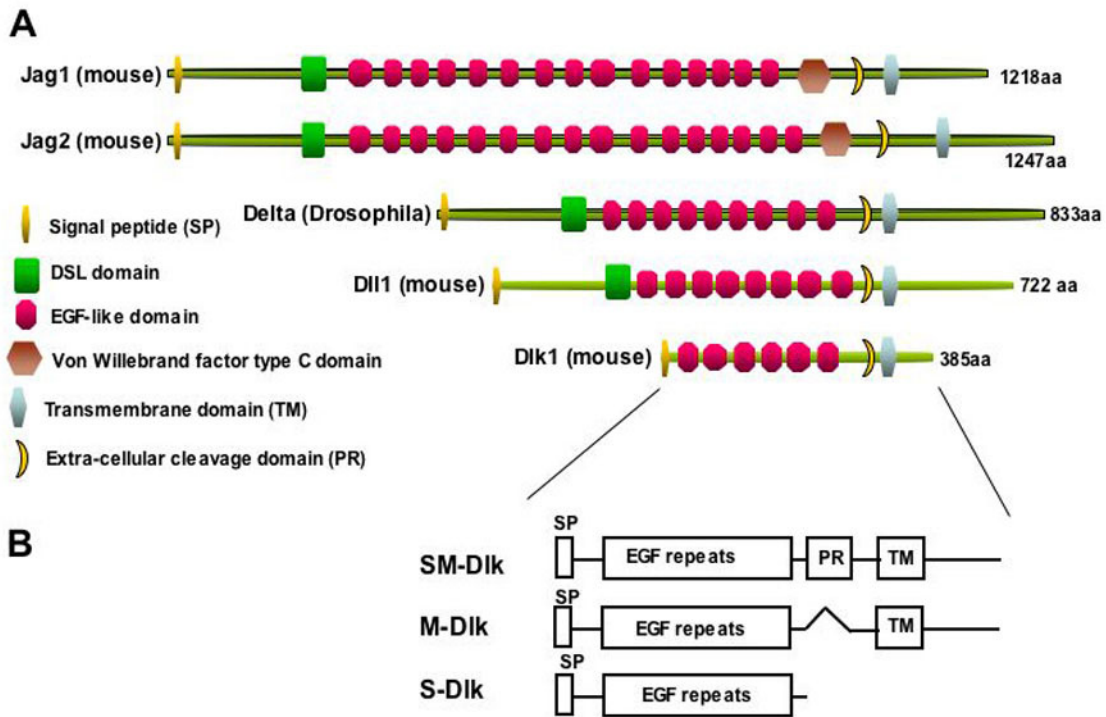 A
Jag1 (mouse)
1218aa
Jag2 (mouse)
1247aa
Delta (Drosophila)
833aa
Signal peptide (SP)
DSL domain
Dll1 (mouse)
722 aa
EGF-like domain
Von Willebrand factor type C domain
Dlk1 (mouse)
385aa
Transmembrane domain (TM)
Extra-cellular cleavage domain (PR)
B
SP
SM-Dlk
EGF repeats
PR
TM
SP
M-Dlk
EGF repeats
TM
SP
S-Dlk
EGF repeats